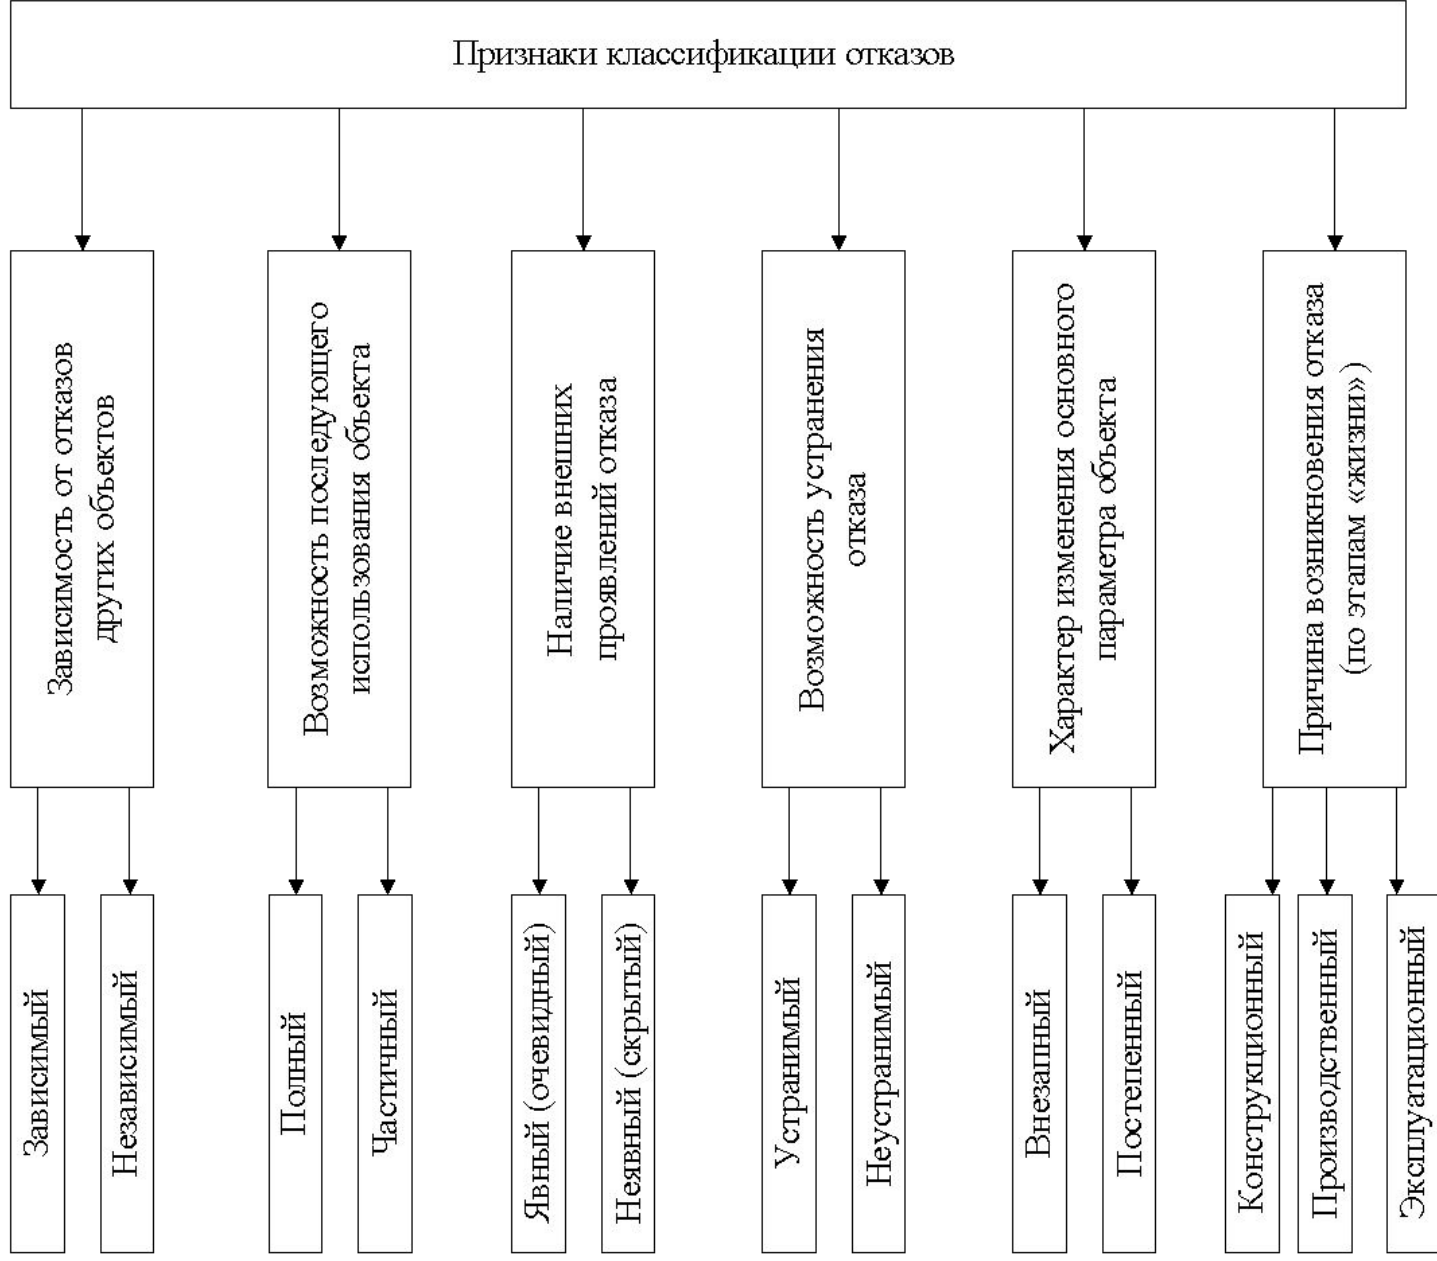 Признаки классификации отказов
Зависимость от отказов
других объектов
Возможность последующего
использования объекта
Наличие внешних
проявлений отказа
Возможность устранения
отказа
Характер изменения основного
параметра объекта
Причина возникновения отказа
(по этапам «жизни»)
Зависимый
Независимый
Полный
Частичный
Явный (очевидный)
Неявный (скрытый)
Устранимый
Неустранимый
Внезапный
Постепенный
Конструкционный
Производственный
Эксплуатационный